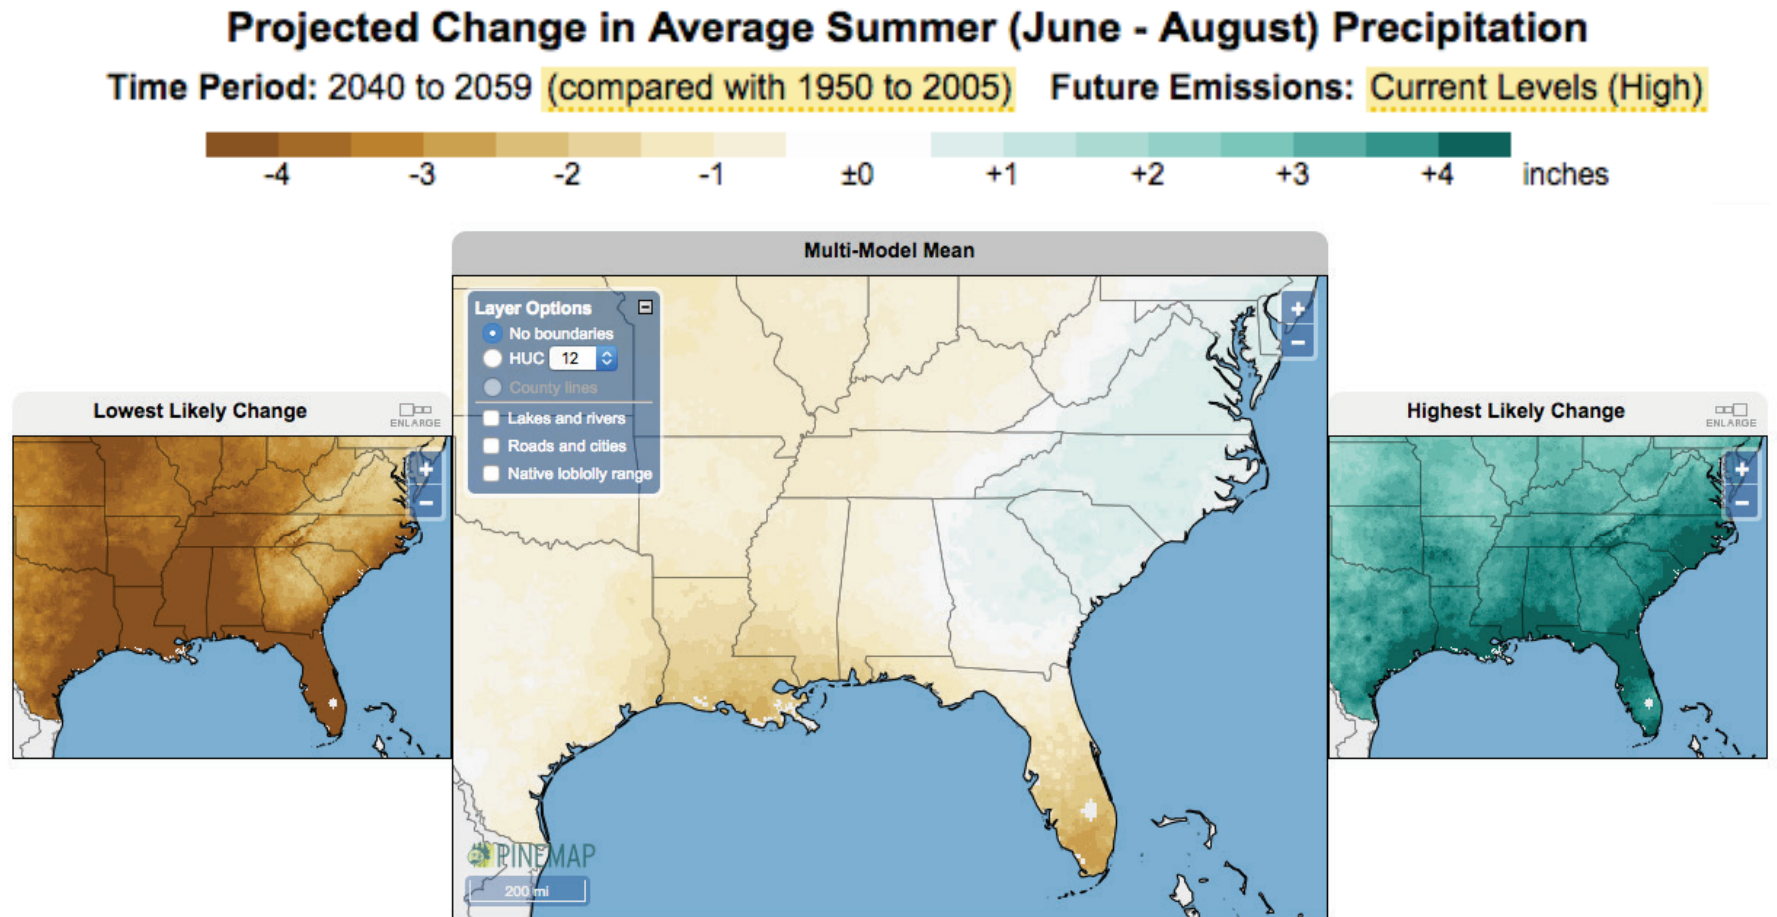 Projected Change in Average Summer (June - August) Precipitation
Time Period: 2040 to 2059 (compared with 1950 to 2005) Future Emissions: Current Levels (High)
-4 -3 -2 -1 ±0 +1 +2 +3 +4 inches
Multi-Model Mean
Layer Options
No boundaries
HUC 12
County lines
Lakes and rivers
Roads and cities
Native loblolly range
+
−
PINEMAP
200 mi
Lowest Likely Change
ENLARGE
+
−
Highest Likely Change
ENLARGE
+
−